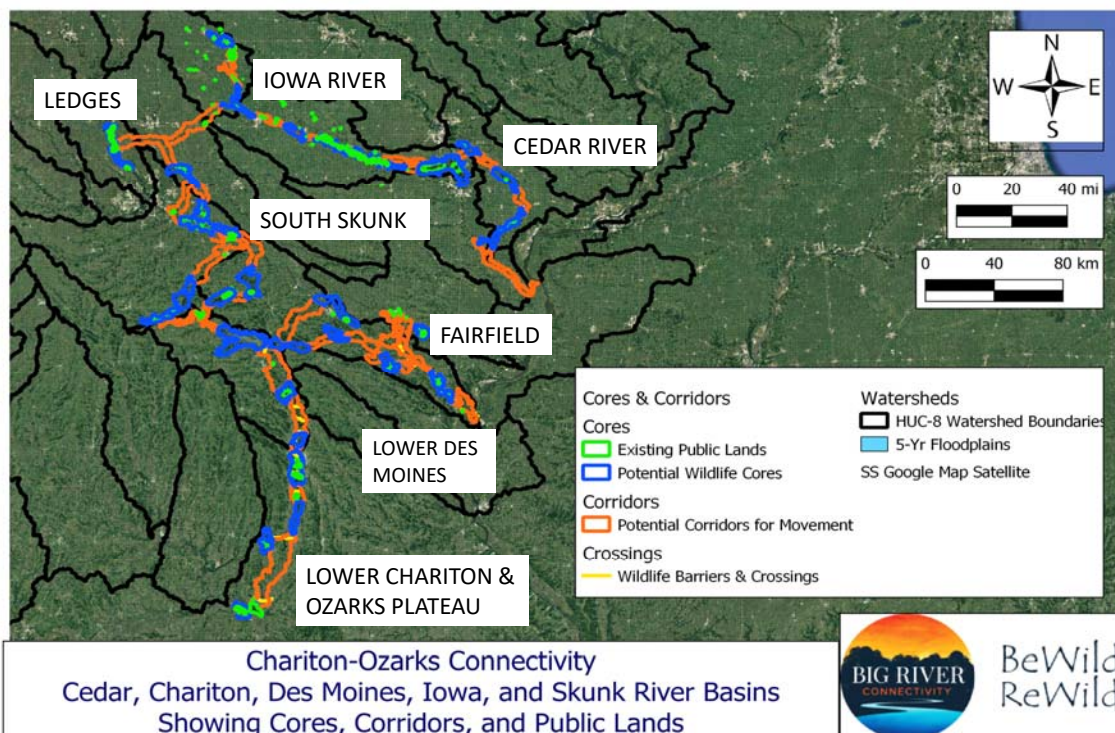 IOWA RIVER
LEDGES
CEDAR RIVER
SOUTH SKUNK
FAIRFIELD
LOWER DES
MOINES
LOWER CHARITON &
OZARKS PLATEAU
N
W E
S
0 20 40 mi
0 40 80 km
Cores & Corridors
Cores
Existing Public Lands
Potential Wildlife Cores
Corridors
Potential Corridors for Movement
Crossings
Wildlife Barriers & Crossings
Watersheds
HUC-8 Watershed Boundaries
5-Yr Floodplains
SS Google Map Satellite
Chariton-Ozarks Connectivity
Cedar, Chariton, Des Moines, Iowa, and Skunk River Basins
Showing Cores, Corridors, and Public Lands
BIG RIVER
CONNECTIVITY
BeWild
ReWild